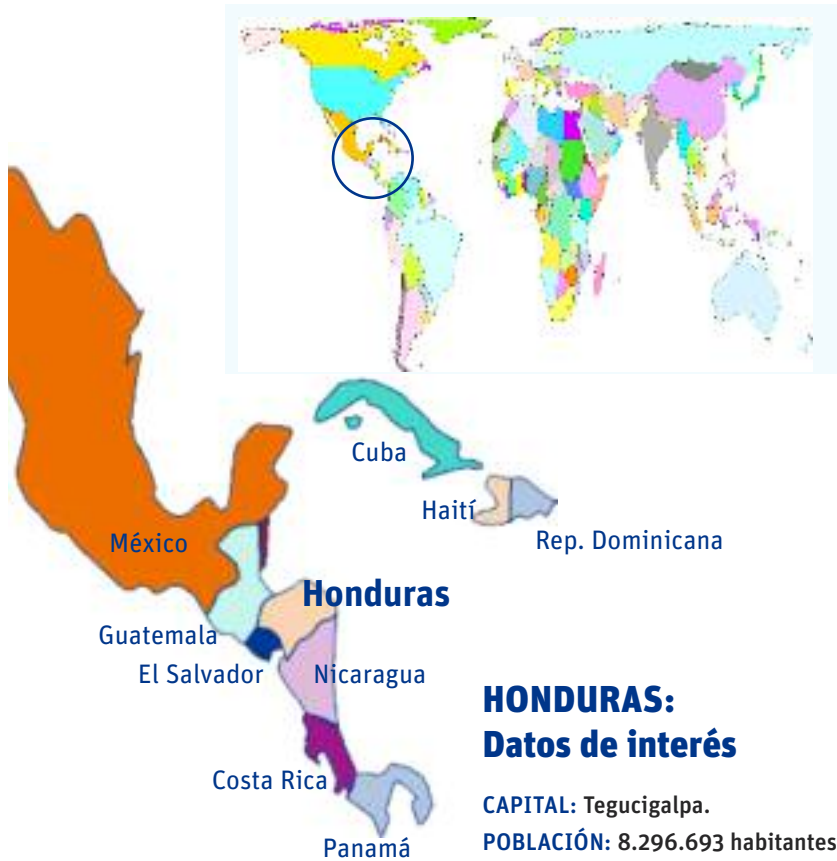 Cuba
Haití
Rep. Dominicana
México
Honduras
Guatemala
El Salvador
Nicaragua
Costa Rica
Panamá
HONDURAS:
Datos de interés
CAPITAL: Tegucigalpa.
POBLACIÓN: 8.296.693 habitantes